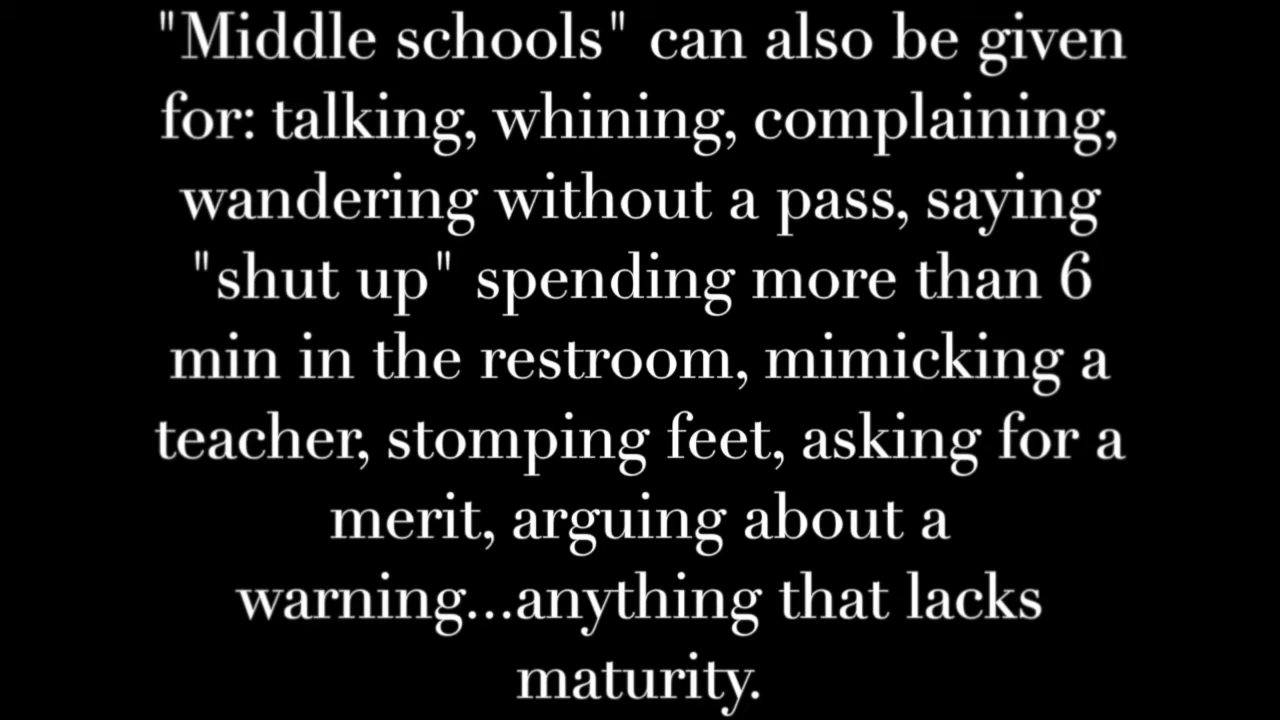 "Middle schools" can also be given
for: talking, whining, complaining,
wandering without a pass, saying
"shut up" spending more than 6
min in the restroom, mimicking a
teacher, stomping feet, asking for a
merit, arguing about a
warning...anything that lacks
maturity.